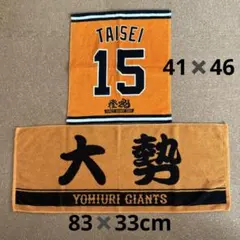 TAISEI
15
41✖️46
大勢
YOMIURI GIANTS
83✖️33cm